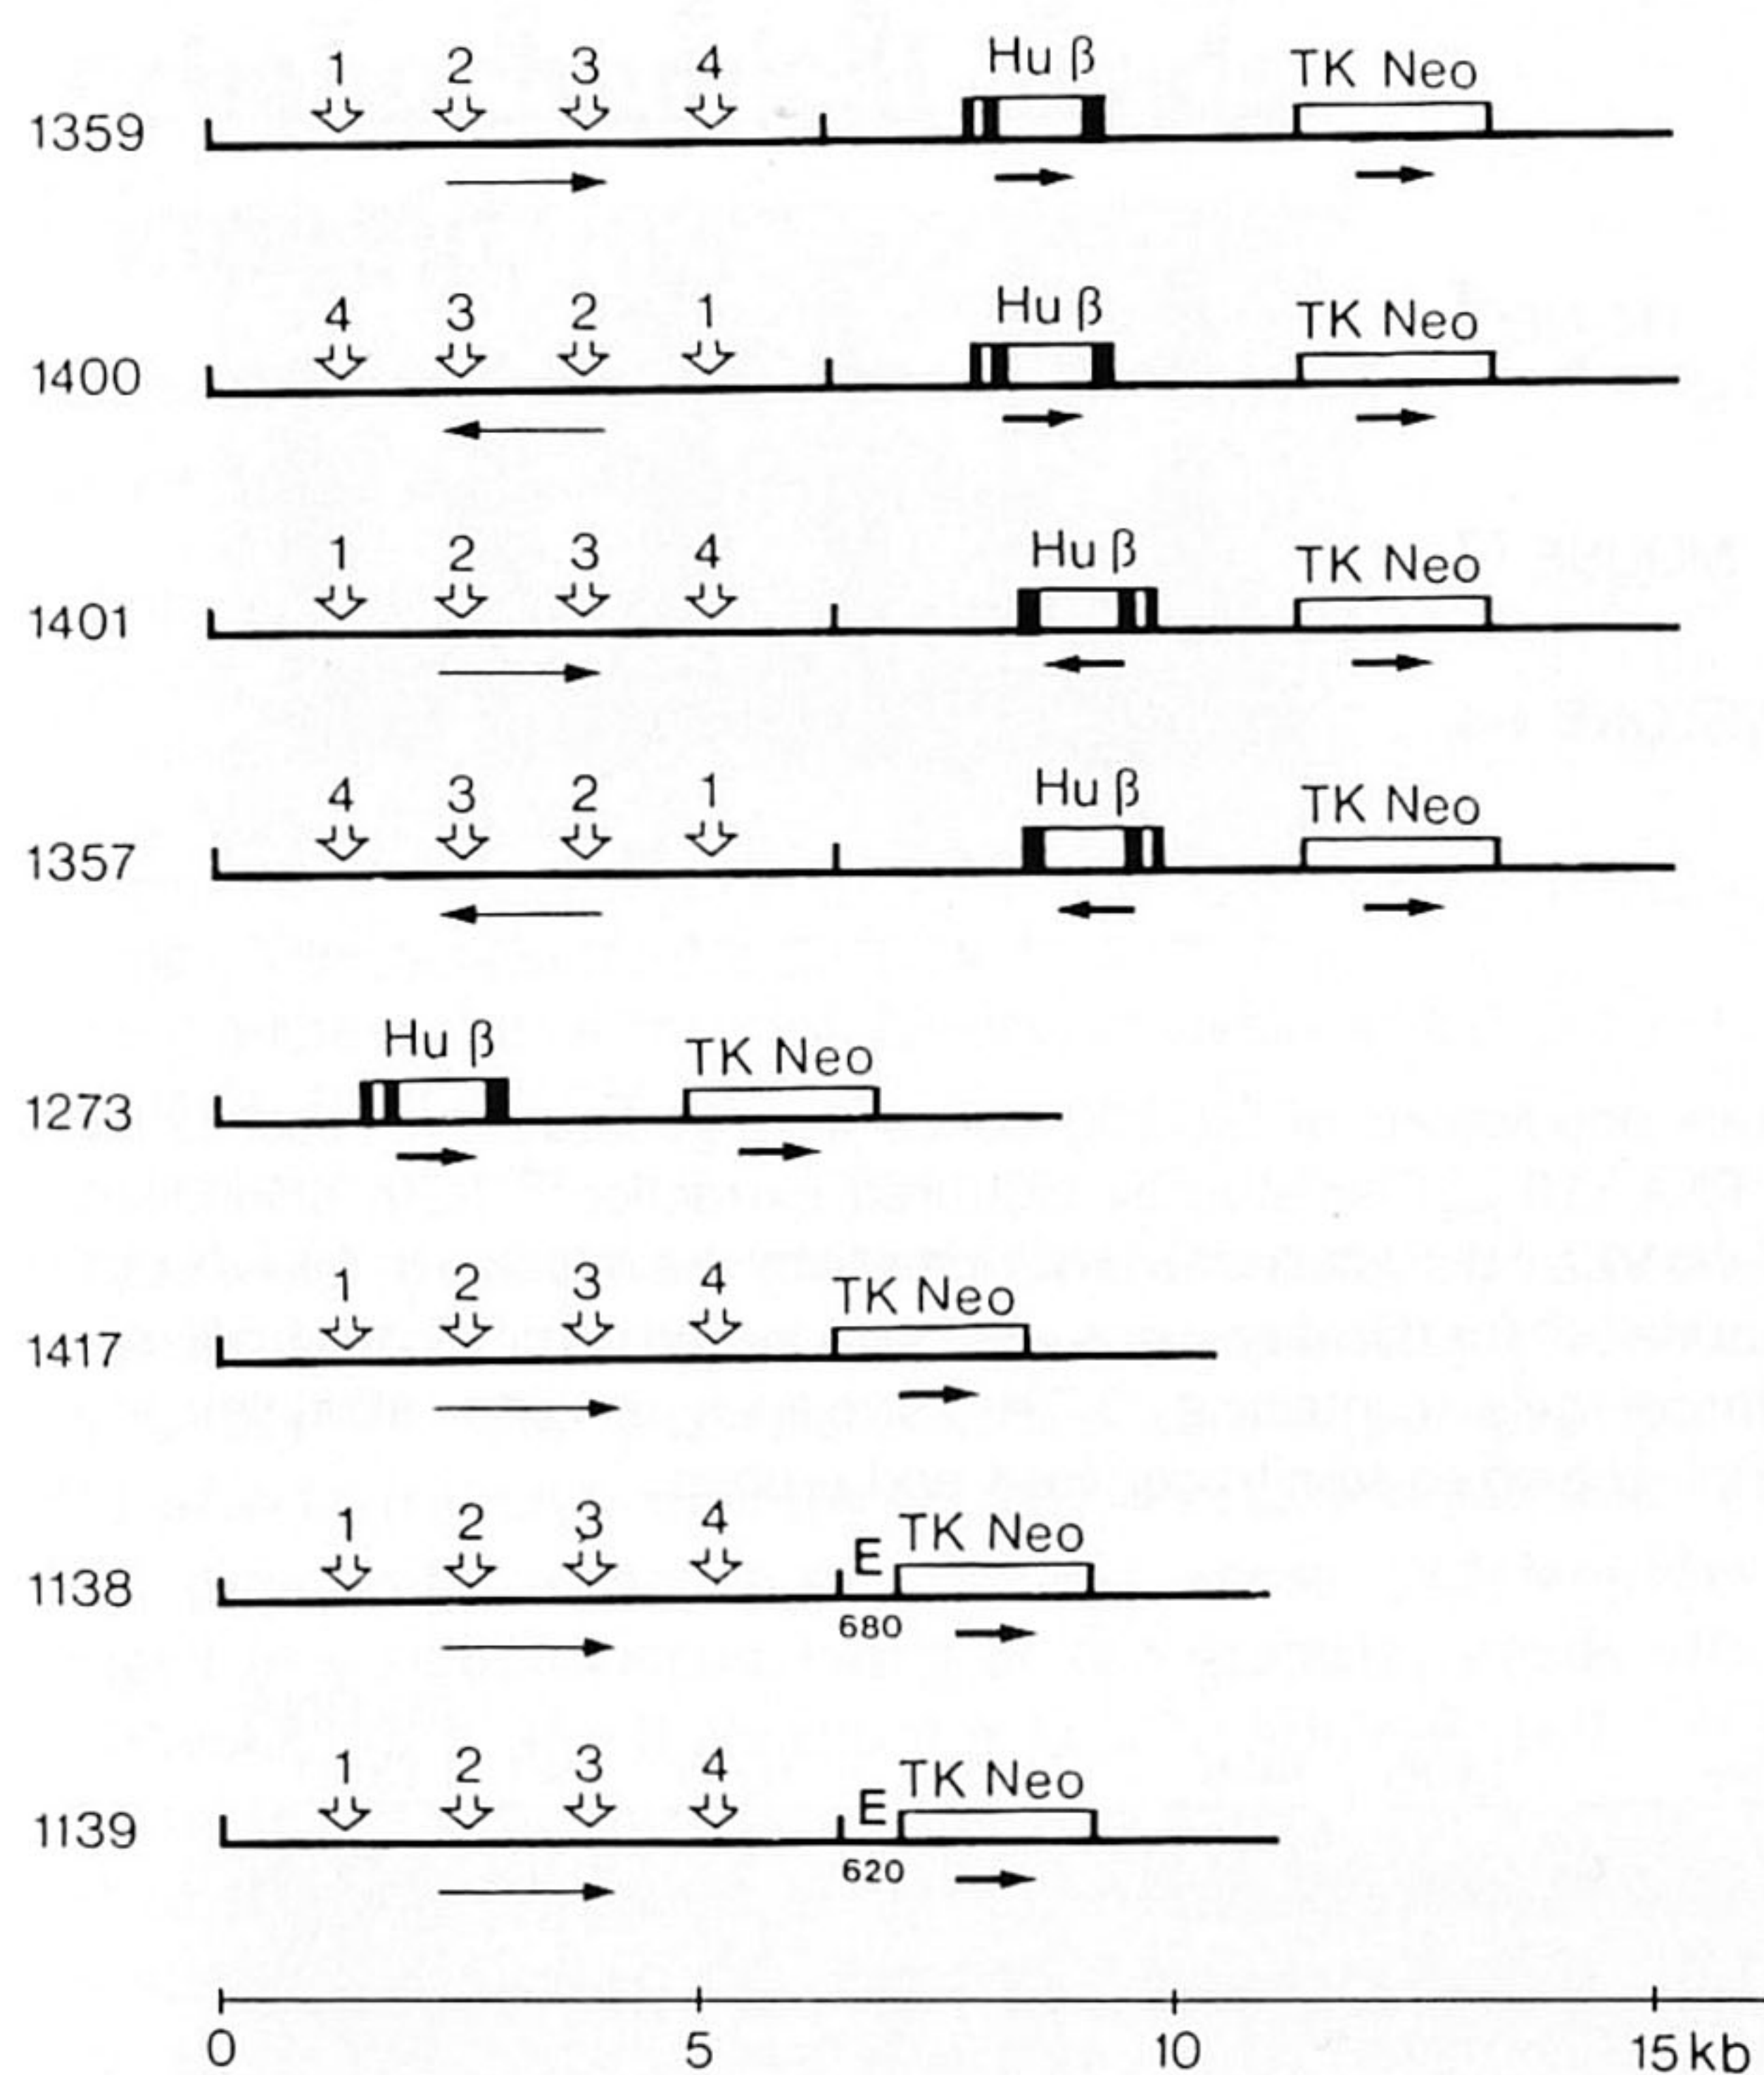 Hu β TK Neo
1 2 3 4
1359
Hu β TK Neo
4 3 2 1
1400
Hu β TK Neo
1 2 3 4
1401
Hu β TK Neo
4 3 2 1
1357
Hu β TK Neo
1273
1 2 3 4 TK Neo
1417
1 2 3 4 E TK Neo
1138
680
1 2 3 4 E TK Neo
1139
620
0 5 10 15 kb